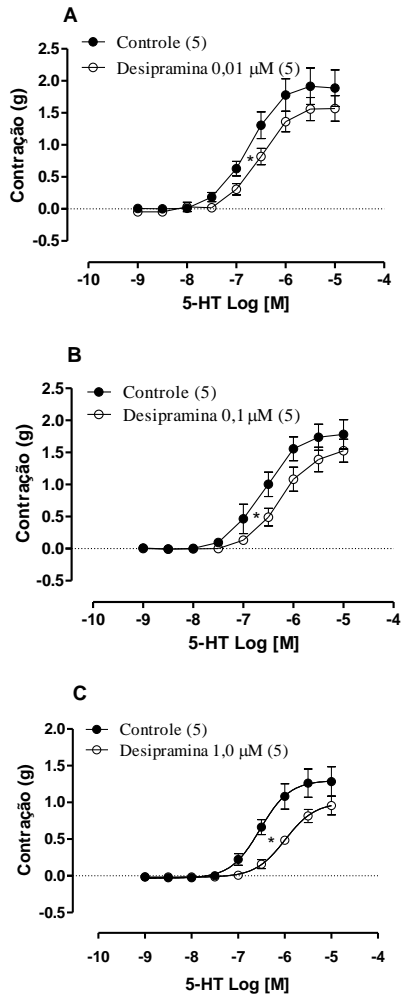 A
Controle (5)
Desipramina 0,01 µM (5)
Contração (g)
2.5
2.0
1.5
1.0
0.5
0.0
-0.5
*
-10 -9 -8 -7 -6 -5 -4
5-HT Log [M]
B
Controle (5)
Desipramina 0,1 µM (5)
Contração (g)
2.5
2.0
1.5
1.0
0.5
0.0
-0.5
*
-10 -9 -8 -7 -6 -5 -4
5-HT Log [M]
C
Controle (5)
Desipramina 1,0 µM (5)
Contração (g)
2.0
1.5
1.0
0.5
0.0
-0.5
*
-10 -9 -8 -7 -6 -5 -4
5-HT Log [M]